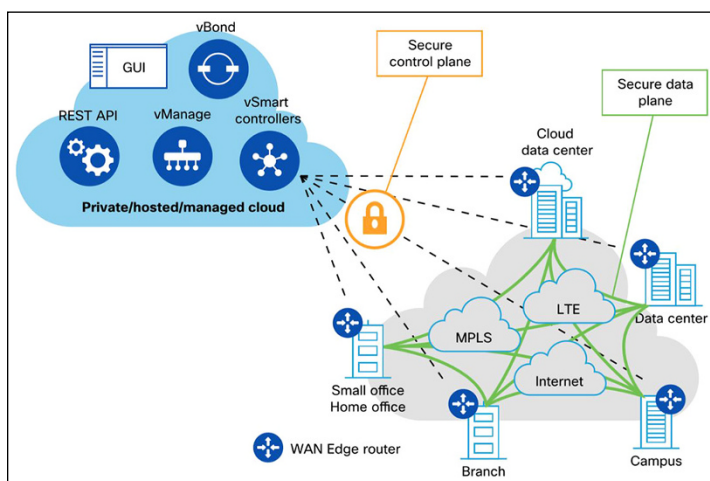 vBond
GUI
REST API
vManage
vSmart
controllers
Private/hosted/managed cloud
Secure
control plane
Secure data
plane
Cloud
data center
LTE
Data center
MPLS
Internet
Small office
Home office
Branch
Campus
WAN Edge router